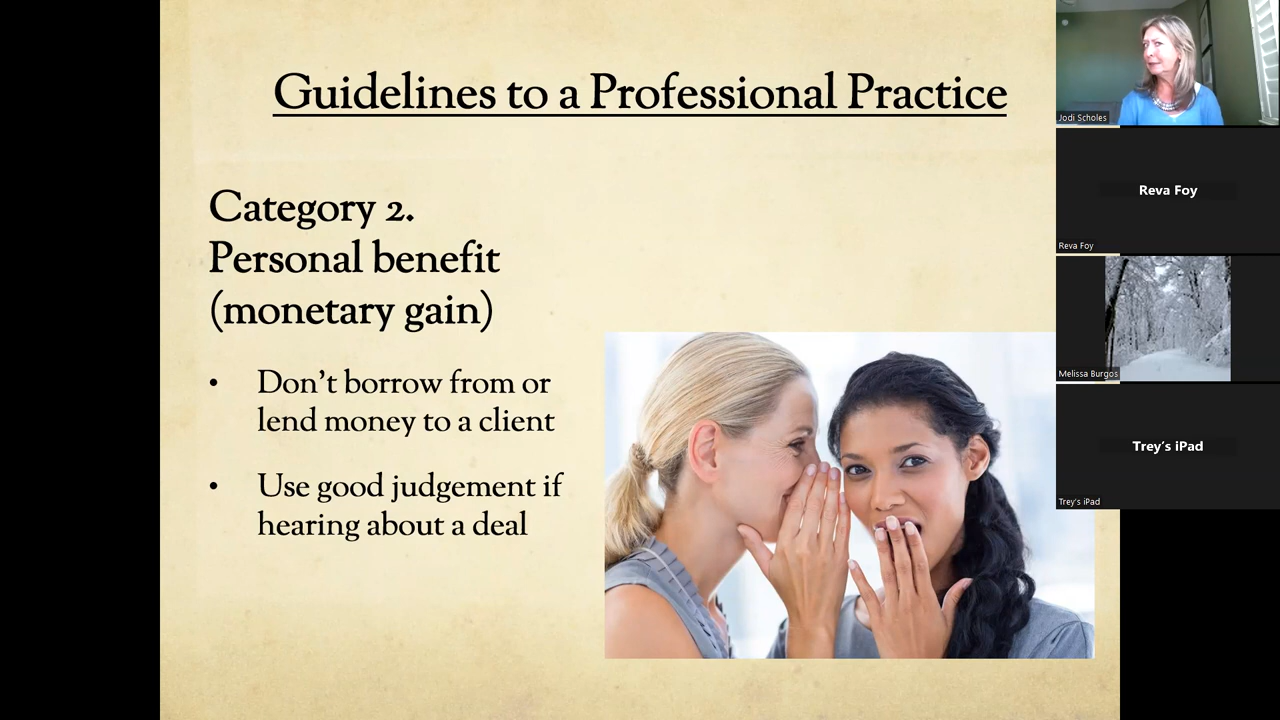 Guidelines to a Professional Practice
Category 2.
Personal benefit
(monetary gain)
• Don’t borrow from or
lend money to a client
• Use good judgement if
hearing about a deal
Jodi Scholes
Reva Foy
Reva Foy
Melissa Burgos
Trey’s iPad
Trey's iPad